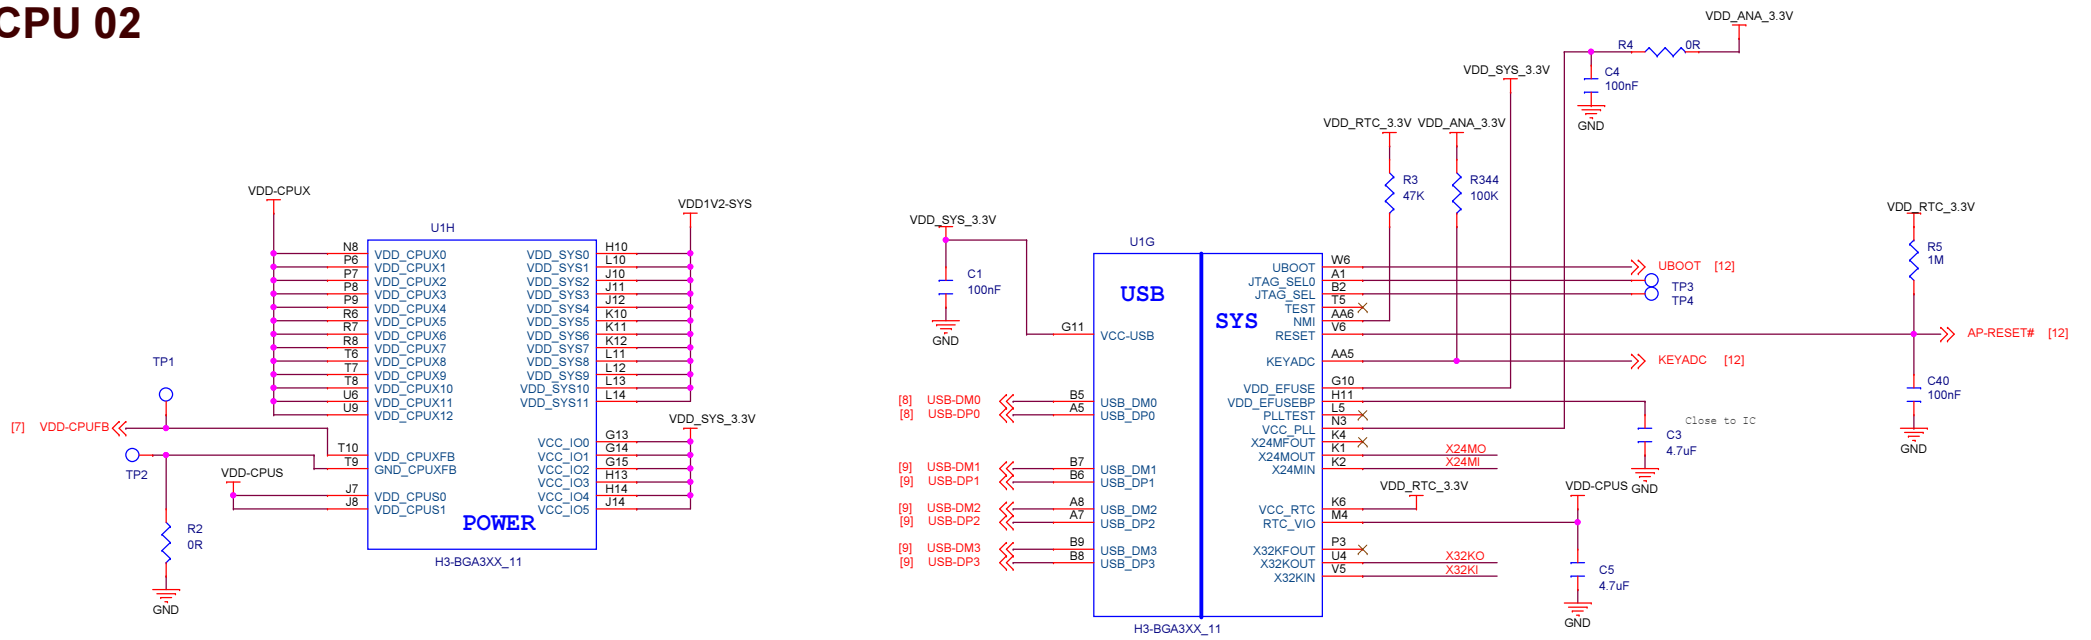 CPU 02
VDD-CPUX
VDD1V2-SYS
U1H
N8 VDD_CPUX0 VDD_SYS0 H10
P6 VDD_CPUX1 VDD_SYS1 L10
P7 VDD_CPUX2 VDD_SYS2 J10
P8 VDD_CPUX3 VDD_SYS3 J11
P9 VDD_CPUX4 VDD_SYS4 J12
R6 VDD_CPUX5 VDD_SYS5 K10
R7 VDD_CPUX6 VDD_SYS6 K11
R8 VDD_CPUX7 VDD_SYS7 K12
T6 VDD_CPUX8 VDD_SYS8 L11
T7 VDD_CPUX9 VDD_SYS9 L12
T8 VDD_CPUX10 VDD_SYS10 L13
U6 VDD_CPUX11 VDD_SYS11 L14
U9 VDD_CPUX12
TP1
VDD_SYS_3.3V
[7] VDD-CPUFB
VCC_IO0 G13
T10 VDD_CPUXFB VCC_IO1 G14
T9 GND_CPUXFB VCC_IO2 G15
TP2
VDD-CPUS
VCC_IO3 H13
J7 VDD_CPUS0 VCC_IO4 H14
J8 VDD_CPUS1 VCC_IO5 J14
POWER
R2
0R
H3-BGA3XX_11
GND
VDD_ANA_3.3V
R4 0R
C4
100nF
GND
VDD_SYS_3.3V
VDD_RTC_3.3V VDD_ANA_3.3V
R3
47K
R344
100K
VDD_RTC_3.3V
R5
1M
VDD_SYS_3.3V
C1
100nF
GND
U1G
USB
SYS
UBOOT W6 UBOOT [12]
JTAG_SEL0 A1 TP3
JTAG_SEL B2 TP4
TEST T5
NMI AA6
G11 VCC-USB
RESET V6 AP-RESET# [12]
KEYADC AA5 KEYADC [12]
VDD_EFUSE G10
[8] USB-DM0 B5 USB_DM0
VDD_EFUSEBP H11
[8] USB-DP0 A5 USB_DP0
PLLTEST L5
VCC_PLL N3
X24MFOUT K4
X24MOUT K1 X24MO
X24MIN K2 X24MI
C40
100nF
GND
Close to IC
C3
4.7uF
GND
[9] USB-DM1 B7 USB_DM1
[9] USB-DP1 B6 USB_DP1
VDD_RTC_3.3V
VDD-CPUS
[9] USB-DM2 A8 USB_DM2
VCC_RTC K6
[9] USB-DP2 A7 USB_DP2
RTC_VIO M4
[9] USB-DM3 B9 USB_DM3
X32KFOUT P3
[9] USB-DP3 B8 USB_DP3
X32KOUT U4 X32KO
X32KIN V5 X32KI
C5
4.7uF
GND
H3-BGA3XX_11